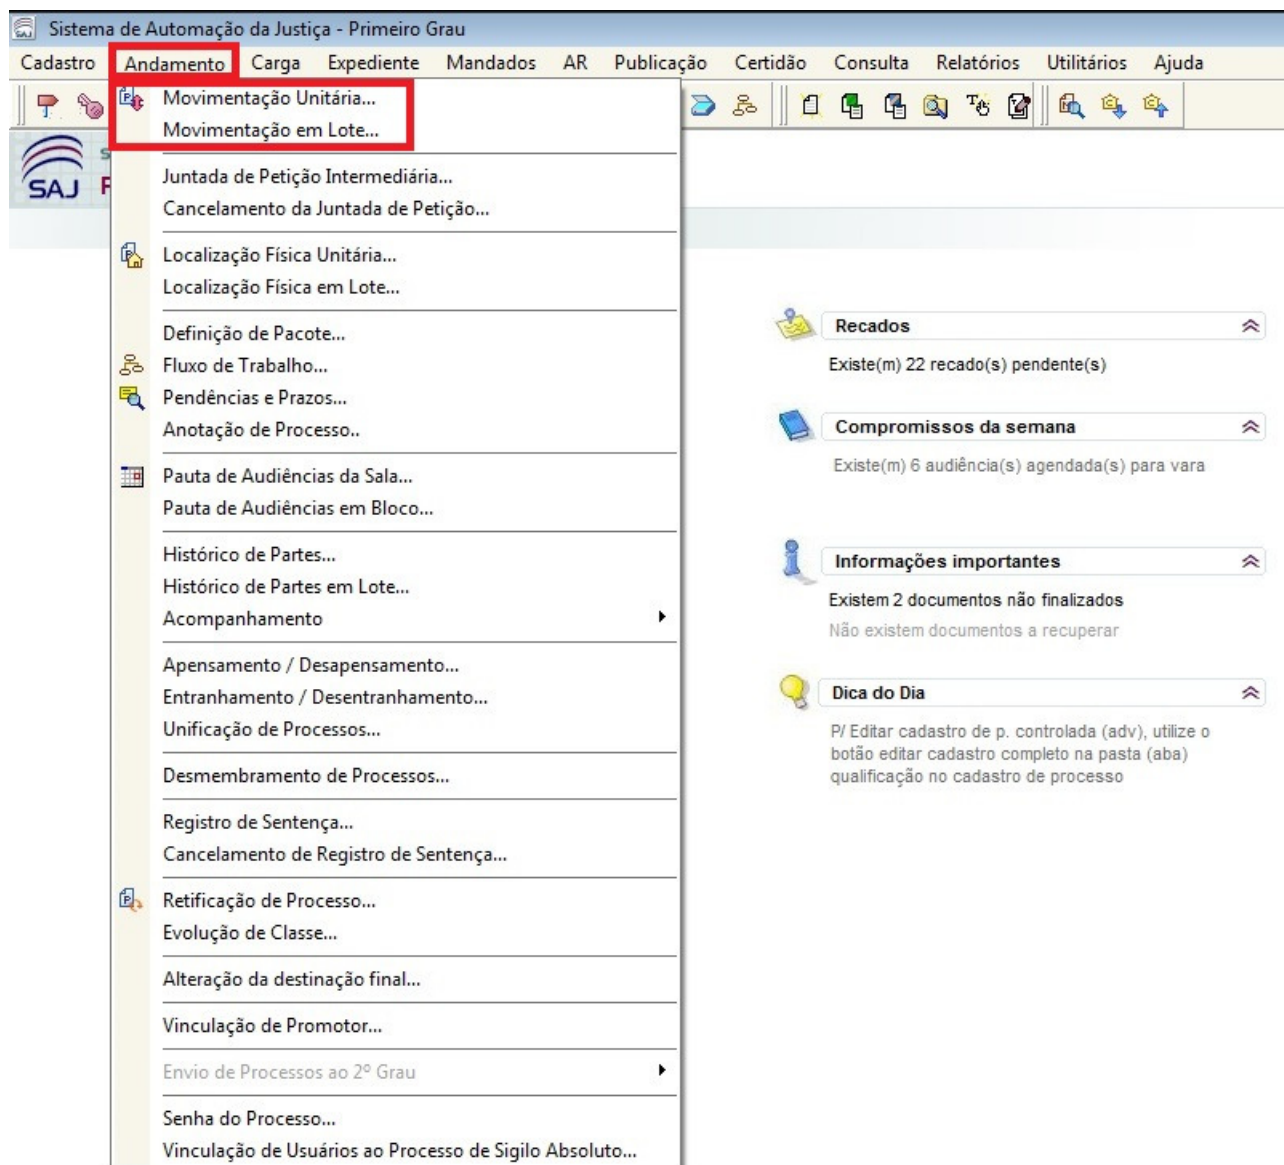 Sistema de Automação da Justiça - Primeiro Grau
Cadastro Andamento Carga Expediente Mandados AR Publicação Certidão Consulta Relatórios Utilitários Ajuda
Movimentação Unitária...
Movimentação em Lote...
SAJ
Juntada de Petição Intermediária...
Cancelamento da Juntada de Petição...
Localização Física Unitária...
Localização Física em Lote...
Definição de Pacote...
Fluxo de Trabalho...
Pendências e Prazos...
Anotação de Processo..
Pauta de Audiências da Sala...
Pauta de Audiências em Bloco...
Histórico de Partes...
Histórico de Partes em Lote...
Acompanhamento
Apensamento / Desapensamento...
Entranhamento / Desentranhamento...
Unificação de Processos...
Desmembramento de Processos...
Registro de Sentença...
Cancelamento de Registro de Sentença...
Retificação de Processo...
Evolução de Classe...
Alteração da destinação final...
Vinculação de Promotor...
Envio de Processos ao 2º Grau
Senha do Processo...
Vinculação de Usuários ao Processo de Sigilo Absoluto...
Recados
Existe(m) 22 recado(s) pendente(s)
Compromissos da semana
Existe(m) 6 audiência(s) agendada(s) para vara
Informações importantes
Existem 2 documentos não finalizados
Não existem documentos a recuperar
Dica do Dia
P/ Editar cadastro de p. controlada (adv), utilize o
botão editar cadastro completo na pasta (aba)
qualificação no cadastro de processo